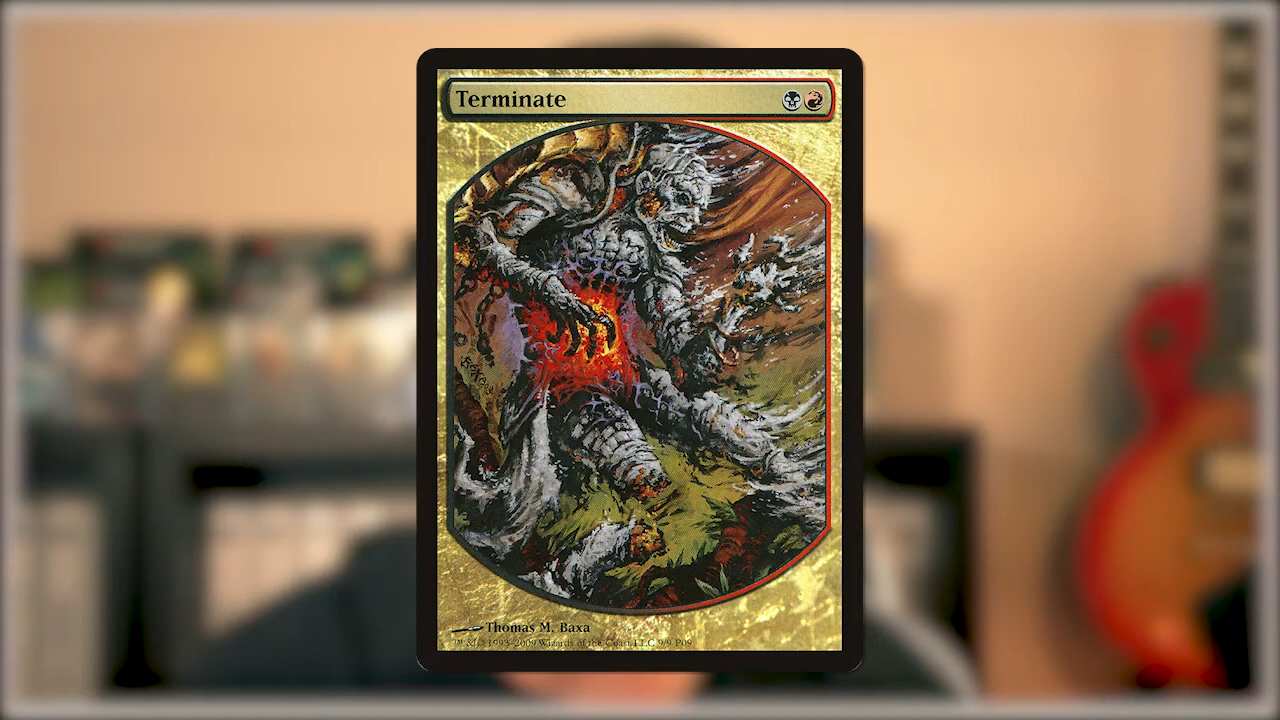 Terminate
Thomas M. Baxa
™ & © 1993–2009 Wizards of the Coast LLC 9/9 P09